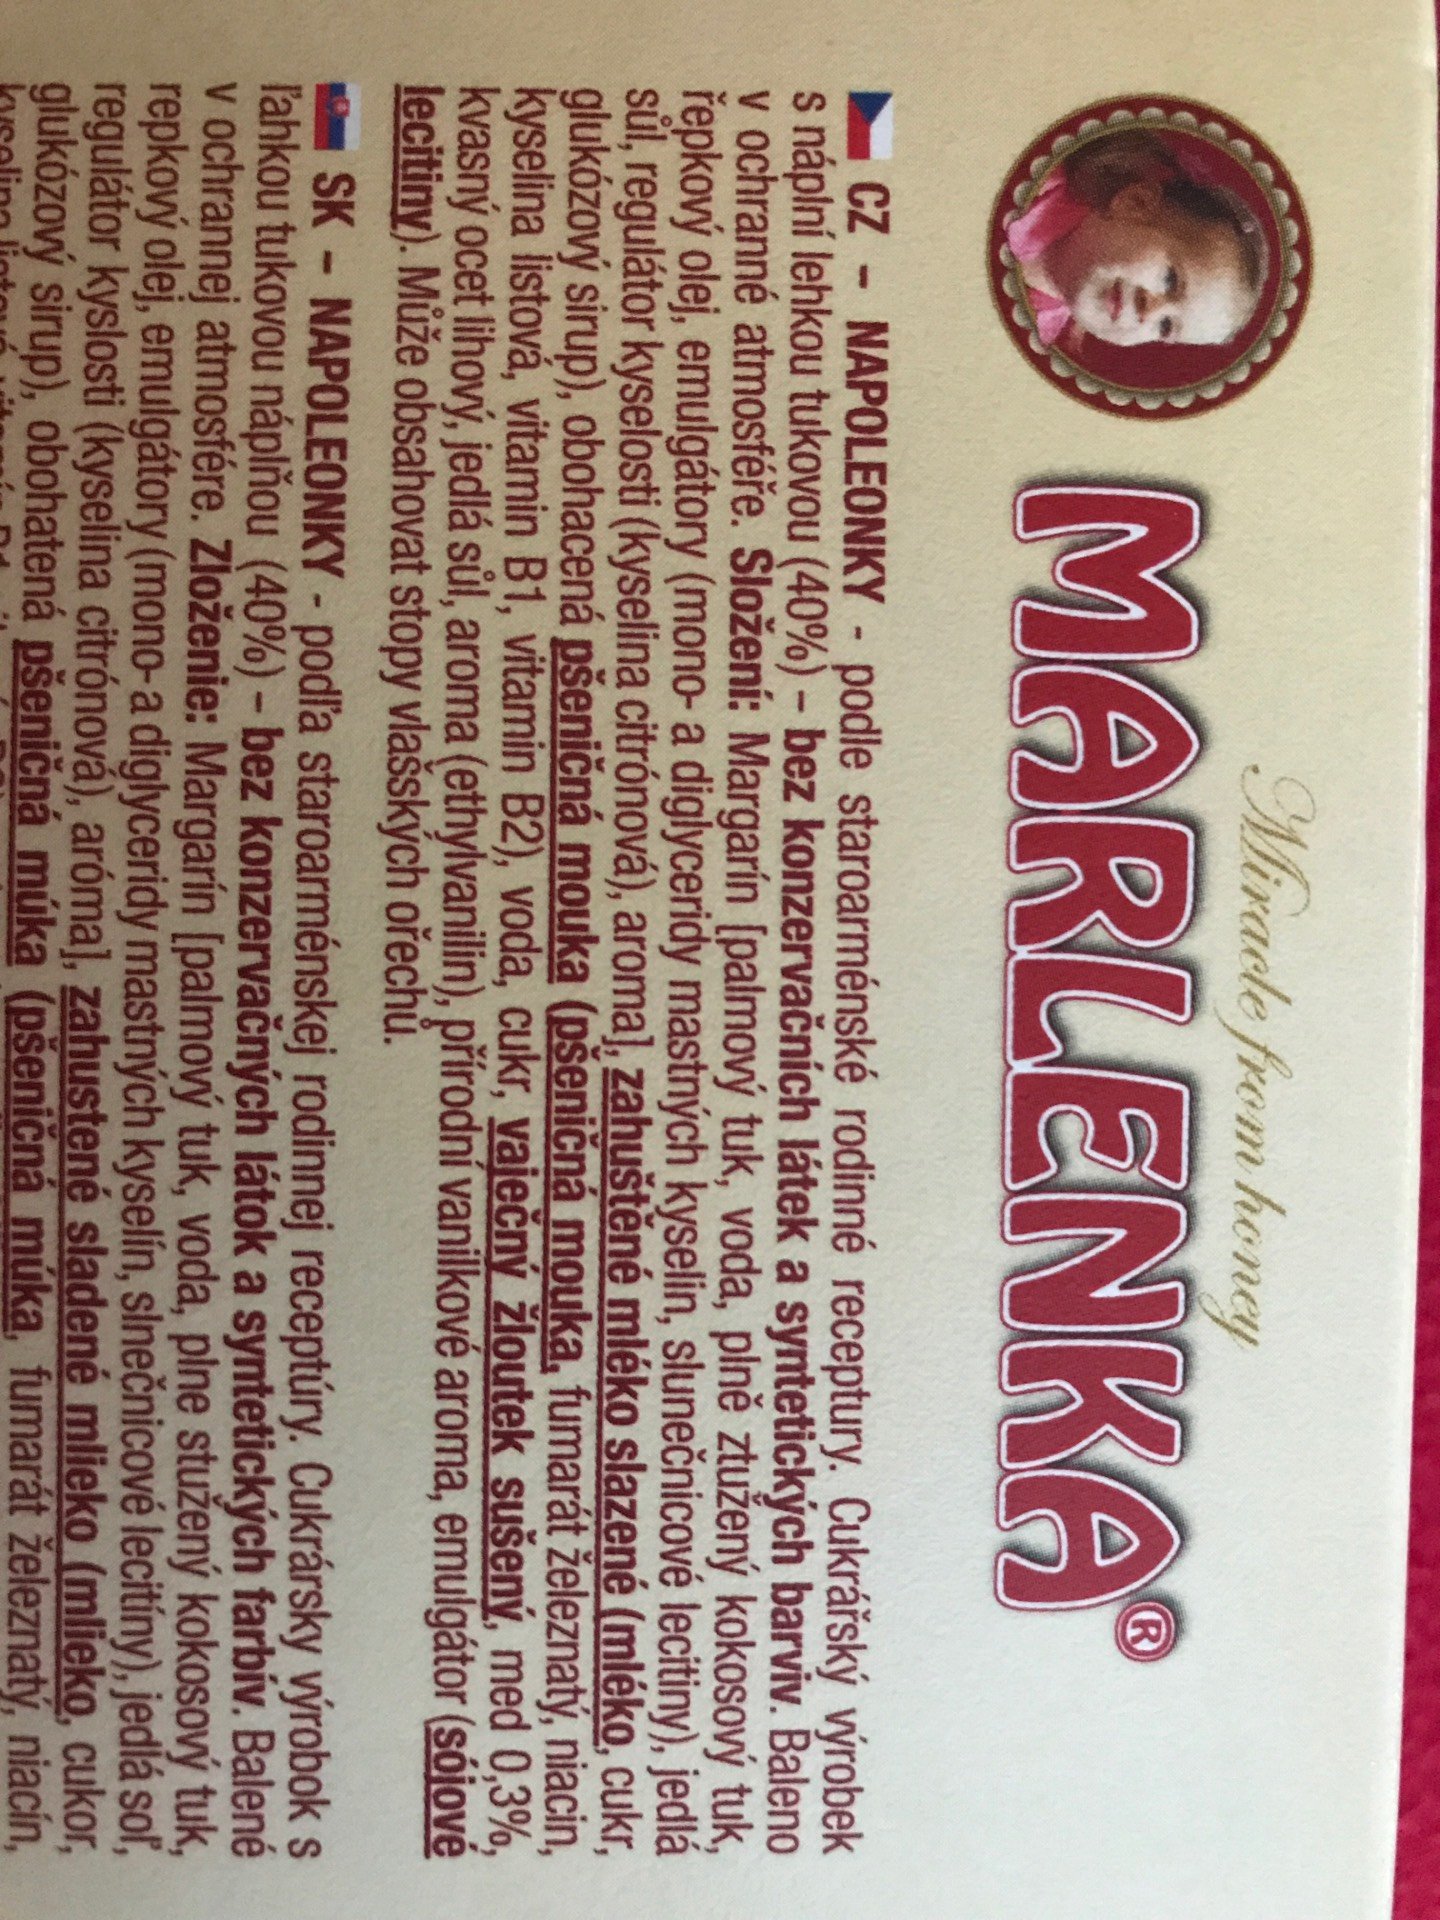 Miracle from honey
MARLENKA®
CZ – NAPOLEONKY - podle staroarménské rodinné receptury. Cukrářský výrobek
s náplní lehkou tukovou (40%) – bez konzervačních látek a syntetických barviv. Baleno
v ochranné atmosféře. Složení: Margarín [palmový tuk, voda, plně ztužený kokosový tuk,
řepkový olej, emulgátory (mono- a diglyceridy mastných kyselin, slunečnicové lecitiny), jedlá
sůl, regulátor kyselosti (kyselina citrónová), aroma], zahuštěné mléko slazené (mléko, cukr,
glukózový sirup), obohacená pšeničná mouka (pšeničná mouka, fumarát železnatý, niacin,
kyselina listová, vitamin B1, vitamin B2), voda, cukr, vaječný žloutek sušený, med 0,3%,
kvasný ocet lihový, jedlá sůl, aroma (ethylvanilin), přírodní vanilkové aroma, emulgátor (sójové
lecitiny). Může obsahovat stopy vlašských ořechů.
SK – NAPOLEONKY - podľa staroarménskej rodinnej receptúry. Cukrársky výrobok s
ľahkou tukovou náplňou (40%) – bez konzervačných látok a syntetických farbív. Balené
v ochrannej atmosfére. Zloženie: Margarín [palmový tuk, voda, plne stužený kokosový tuk,
repkový olej, emulgátory (mono- a diglyceridy mastných kyselín, slnečnicové lecitíny), jedlá soľ,
regulátor kyslosti (kyselina citrónová), aróma], zahustené sladené mlieko (mlieko, cukor,
glukózový sirup), obohatená pšeničná múka (pšeničná múka, fumarát železnatý, niacín,